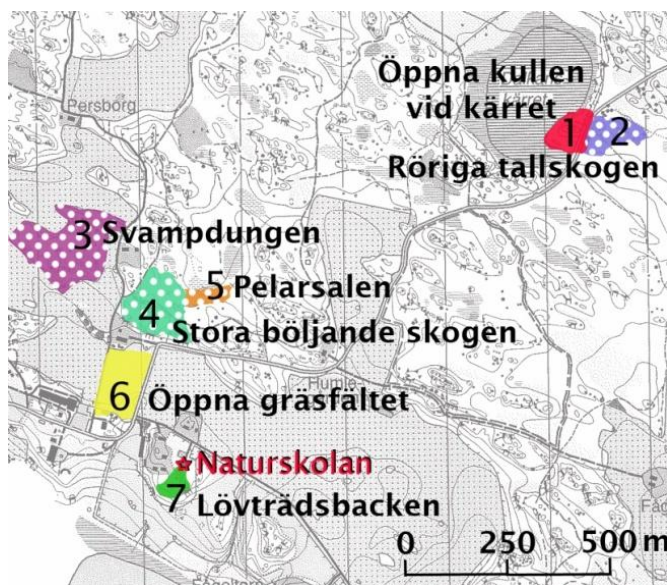 Öppna kullen
vid kärret
kärret
Persborg
1
2
Röriga tallskogen
3 Svampdungen
5 Pelarsalen
4
Stora böljande skogen
6 Öppna gräsfältet
Naturskolan
7 Lövträdsbacken
0 250 500 m